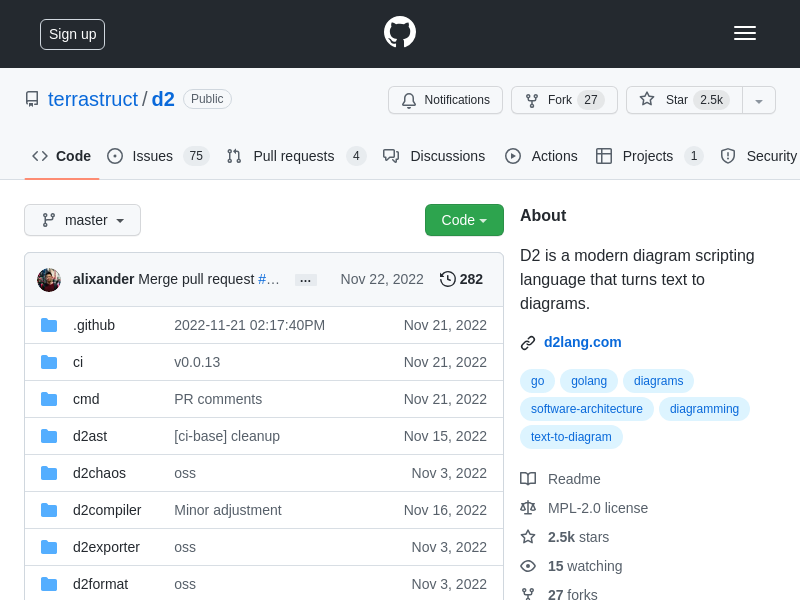 Sign up
terrastruct / d2 Public
Notifications
Fork 27
Star 2.5k
Code
Issues 75
Pull requests 4
Discussions
Actions
Projects 1
Security
master
Code
About
D2 is a modern diagram scripting
language that turns text to
diagrams.
d2lang.com
go golang diagrams
software-architecture diagramming
text-to-diagram
Readme
MPL-2.0 license
2.5k stars
15 watching
27 forks
alixander Merge pull request #… … Nov 22, 2022 282
.github 2022-11-21 02:17:40PM Nov 21, 2022
ci v0.0.13 Nov 21, 2022
cmd PR comments Nov 21, 2022
d2ast [ci-base] cleanup Nov 15, 2022
d2chaos oss Nov 3, 2022
d2compiler Minor adjustment Nov 16, 2022
d2exporter oss Nov 3, 2022
d2format oss Nov 3, 2022